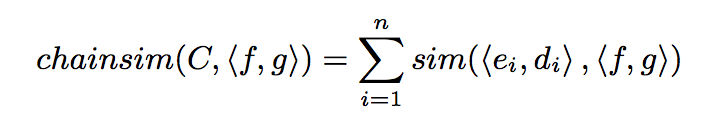 chainsim(C, ⟨f, g⟩) = ∑_{i=1}^{n} sim(⟨e_i, d_i⟩ , ⟨f, g⟩)